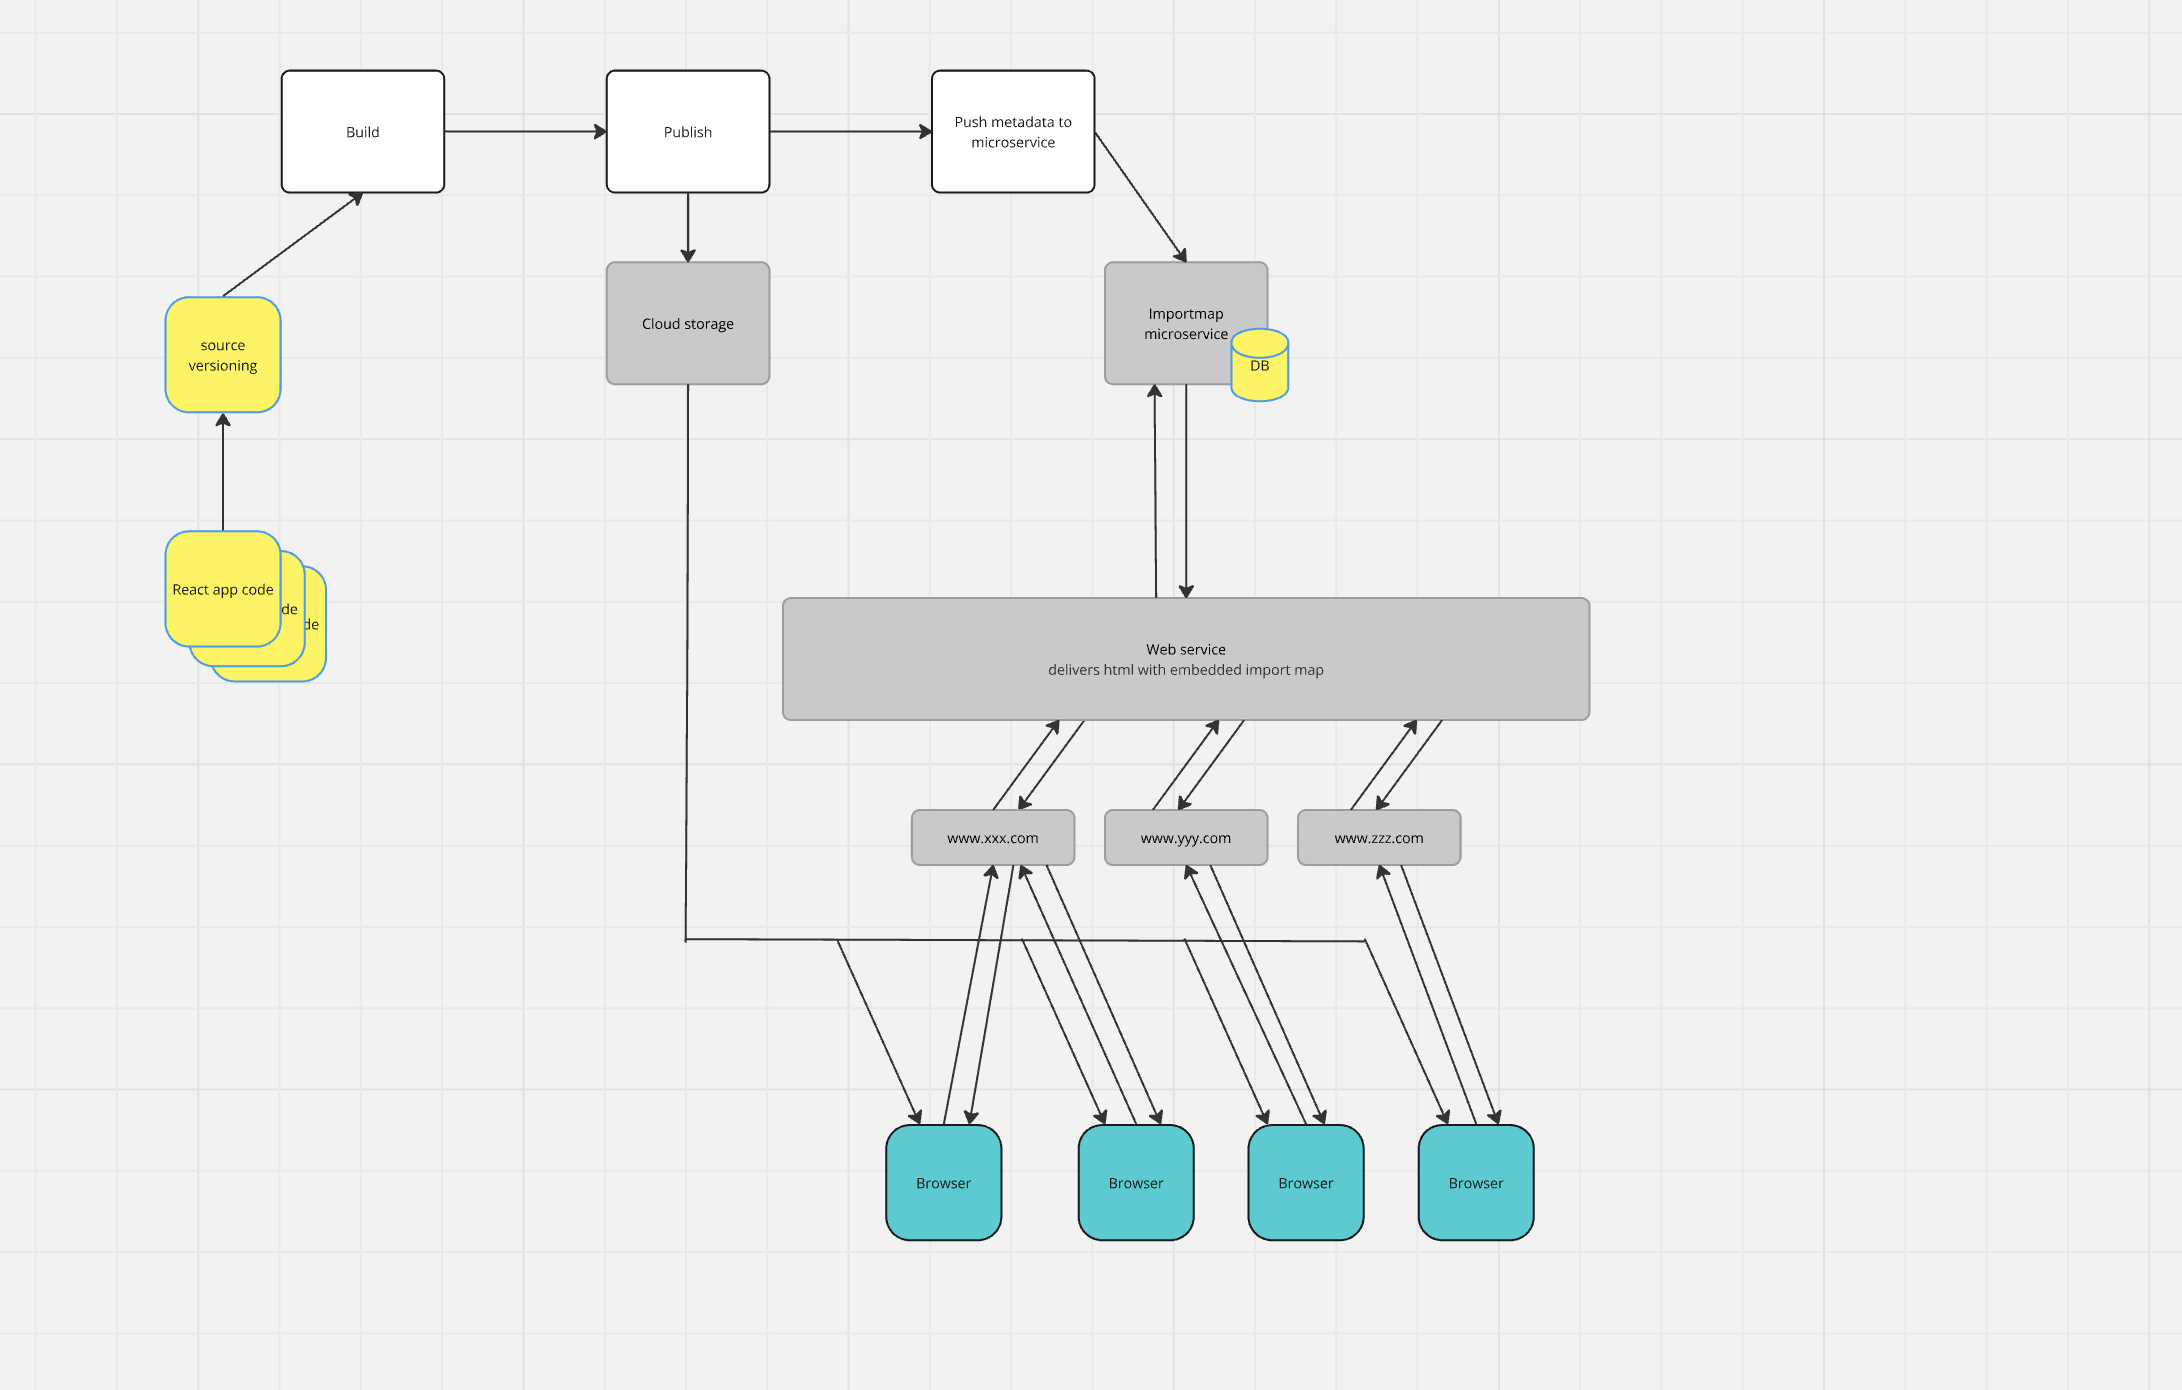 Build
Publish
Push metadata to
microservice
source
versioning
Cloud storage
Importmap
microservice
DB
React app code
de
de
Web service
delivers html with embedded import map
www.xxx.com
www.yyy.com
www.zzz.com
Browser
Browser
Browser
Browser